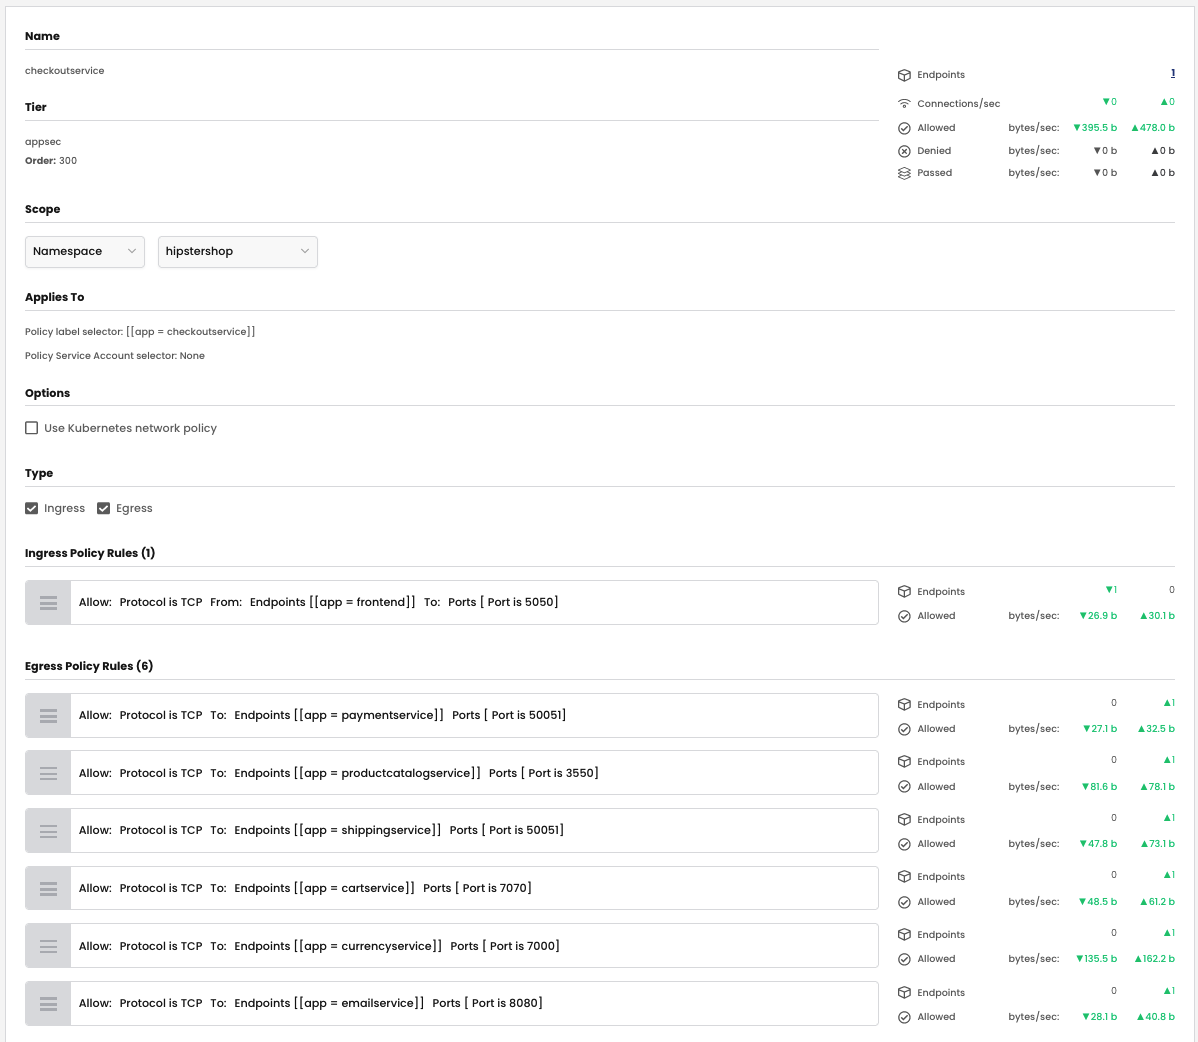 Name
checkoutservice
Endpoints 1
Connections/sec ▼0 ▲0
Tier
Allowed bytes/sec: ▼395.5 b ▲478.0 b
appsec
Denied bytes/sec: ▼0 b ▲0 b
Order: 300
Passed bytes/sec: ▼0 b ▲0 b
Scope
Namespace hipstershop
Applies To
Policy label selector: [[app = checkoutservice]]
Policy Service Account selector: None
Options
Use Kubernetes network policy
Type
Ingress Egress
Ingress Policy Rules (1)
Allow: Protocol is TCP From: Endpoints [[app = frontend]] To: Ports [ Port is 5050]
Endpoints ▼1 0
Allowed bytes/sec: ▼26.9 b ▲30.1 b
Egress Policy Rules (6)
Allow: Protocol is TCP To: Endpoints [[app = paymentservice]] Ports [ Port is 50051]
Endpoints 0 ▲1
Allowed bytes/sec: ▼27.1 b ▲32.5 b
Allow: Protocol is TCP To: Endpoints [[app = productcatalogservice]] Ports [ Port is 3550]
Endpoints 0 ▲1
Allowed bytes/sec: ▼81.6 b ▲78.1 b
Allow: Protocol is TCP To: Endpoints [[app = shippingservice]] Ports [ Port is 50051]
Endpoints 0 ▲1
Allowed bytes/sec: ▼47.8 b ▲73.1 b
Allow: Protocol is TCP To: Endpoints [[app = cartservice]] Ports [ Port is 7070]
Endpoints 0 ▲1
Allowed bytes/sec: ▼48.5 b ▲61.2 b
Allow: Protocol is TCP To: Endpoints [[app = currencyservice]] Ports [ Port is 7000]
Endpoints 0 ▲1
Allowed bytes/sec: ▼135.5 b ▲162.2 b
Allow: Protocol is TCP To: Endpoints [[app = emailservice]] Ports [ Port is 8080]
Endpoints 0 ▲1
Allowed bytes/sec: ▼28.1 b ▲40.8 b